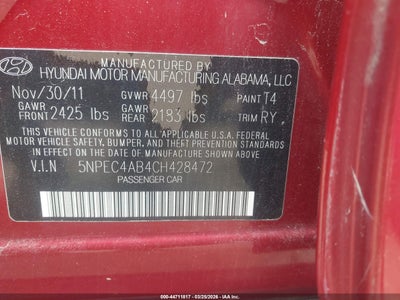 MANUFACTURED BY
HYUNDAI MOTOR MANUFACTURING ALABAMA, LLC
Nov/30/11 GVWR 4497 lbs PAINT T4
GAWR FRONT 2425 lbs GAWR REAR 2183 lbs TRIM RY
THIS VEHICLE CONFORMS TO ALL APPLICABLE U.S.A FEDERAL
MOTOR VEHICLE SAFETY, BUMPER, AND THEFT PREVENTION STANDARDS
IN EFFECT ON THE DATE OF MANUFACTURE SHOWN ABOVE.
V.I.N 5NPEC4AB4CH428472
PASSENGER CAR
000-44711817 - 03/25/2026 - IAA